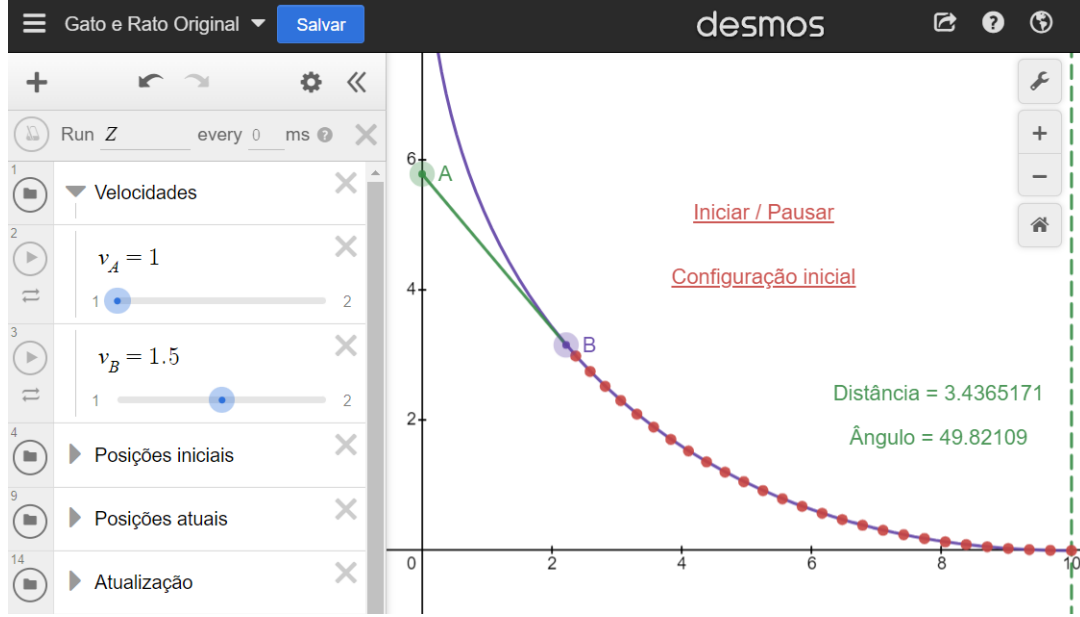 Gato e Rato Original Salvar desmos
Run Z every 0 ms
1 Velocidades
2
v_A = 1
1 2
3
v_B = 1.5
1 2
4 Posições iniciais
9 Posições atuais
14 Atualização
6
4
2
0 2 4 6 8 10
A
B
Iniciar / Pausar
Configuração inicial
Distância = 3.4365171
Ângulo = 49.82109